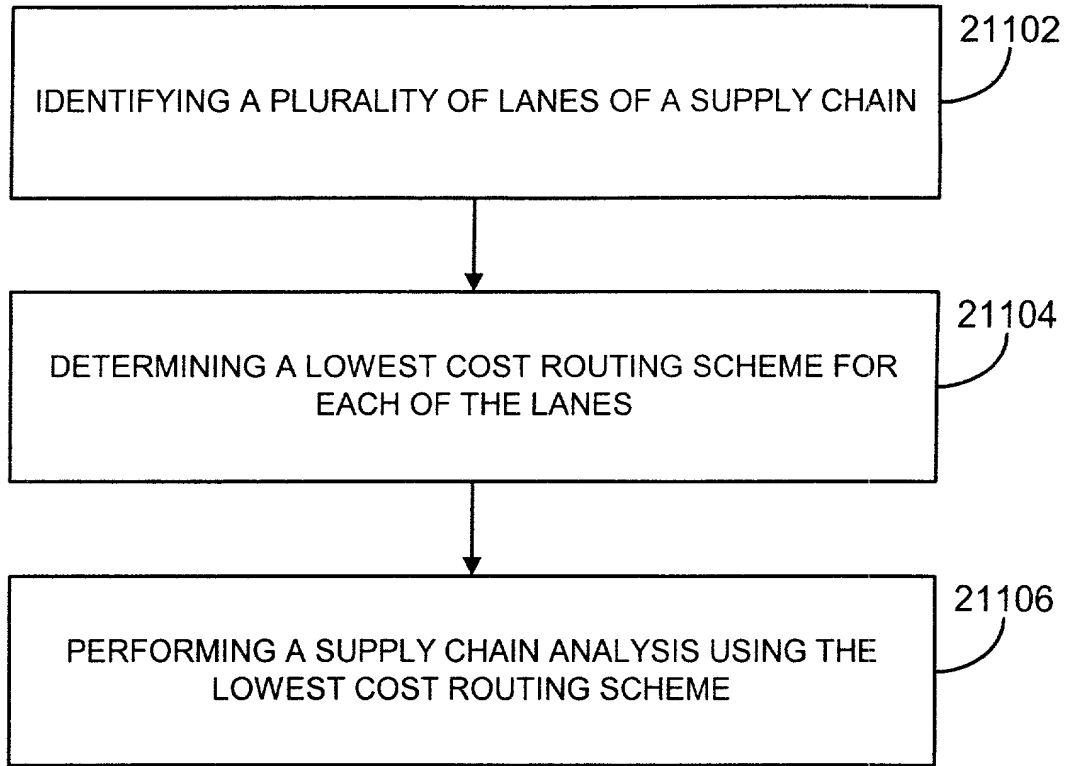 21102
IDENTIFYING A PLURALITY OF LANES OF A SUPPLY CHAIN
21104
DETERMINING A LOWEST COST ROUTING SCHEME FOR
EACH OF THE LANES
21106
PERFORMING A SUPPLY CHAIN ANALYSIS USING THE
LOWEST COST ROUTING SCHEME